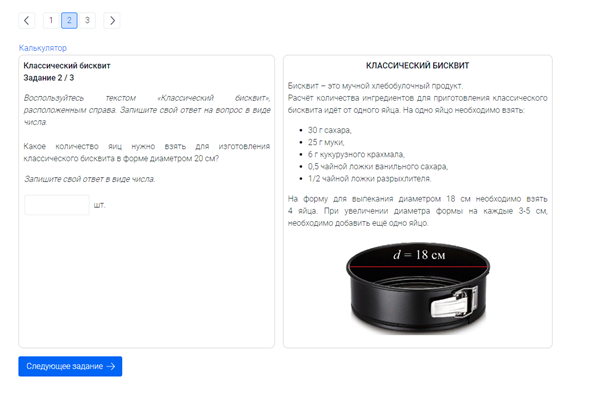 1 2 3
Калькулятор
Классический бисквит
Задание 2 / 3
Воспользуйтесь текстом «Классический бисквит»,
расположенным справа. Запишите свой ответ на вопрос в виде
числа.
Какое количество яиц нужно взять для изготовления
классического бисквита в форме диаметром 20 см?
Запишите свой ответ в виде числа.
шт.
Следующее задание
КЛАССИЧЕСКИЙ БИСКВИТ
Бисквит – это мучной хлебобулочный продукт.
Расчёт количества ингредиентов для приготовления классического
бисквита идёт от одного яйца. На одно яйцо необходимо взять:
• 30 г сахара,
• 25 г муки,
• 6 г кукурузного крахмала,
• 0,5 чайной ложки ванильного сахара,
• 1/2 чайной ложки разрыхлителя.
На форму для выпекания диаметром 18 см необходимо взять
4 яйца. При увеличении диаметра формы на каждые 3-5 см,
необходимо добавить ещё одно яйцо.
d = 18 см